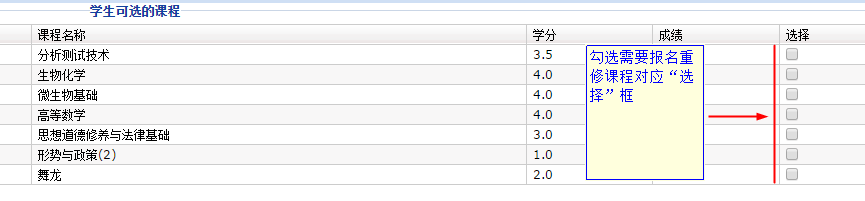 学生可选的课程
课程名称 学分 成绩 选择
分析测试技术 3.5
生物化学 4.0
微生物基础 4.0
高等数学 4.0
思想道德修养与法律基础 3.0
形势与政策(2) 1.0
舞龙 2.0
勾选需要报名重
修课程对应“选
择”框